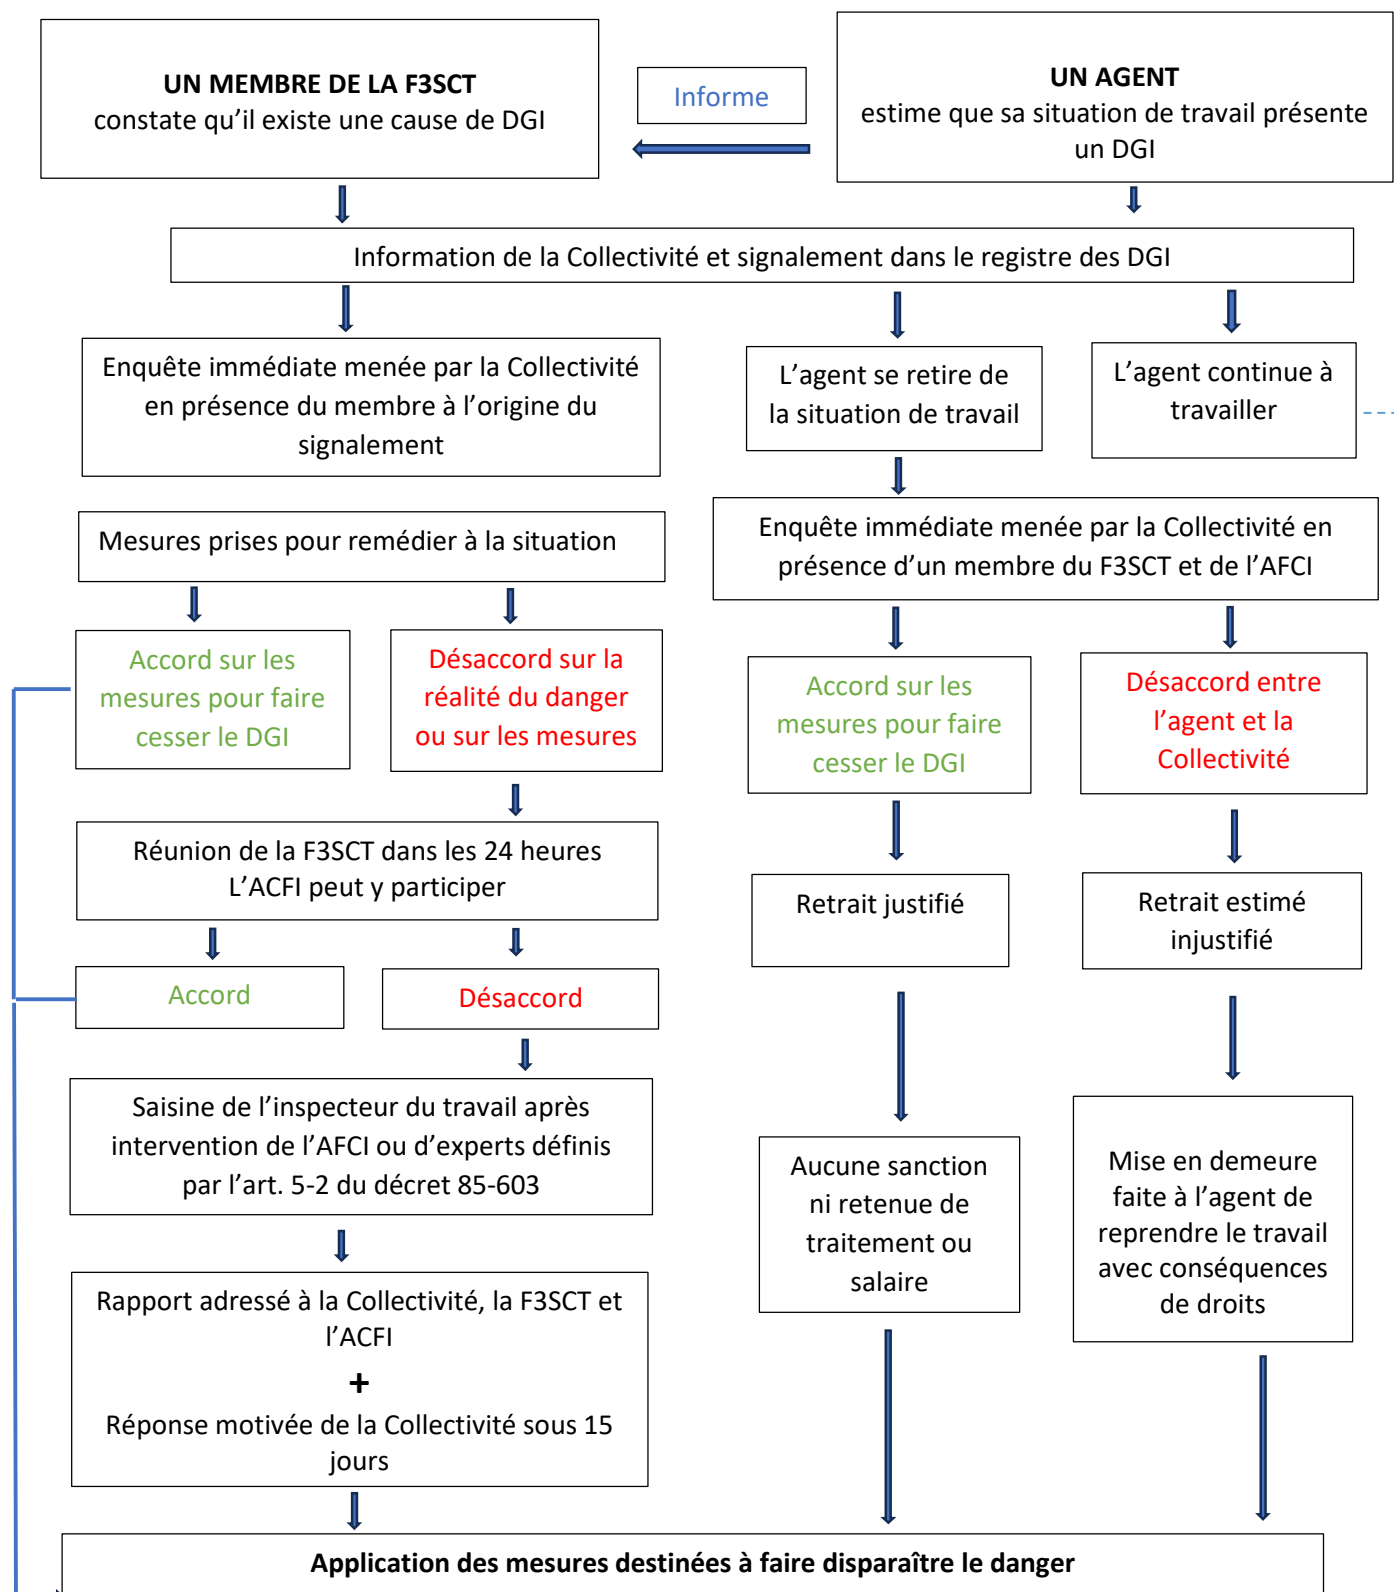 UN MEMBRE DE LA F3SCT
constate qu’il existe une cause de DGI
Informe
UN AGENT
estime que sa situation de travail présente
un DGI
Information de la Collectivité et signalement dans le registre des DGI
Enquête immédiate menée par la Collectivité
en présence du membre à l’origine du
signalement
L’agent se retire de
la situation de travail
L’agent continue à
travailler
Mesures prises pour remédier à la situation
Enquête immédiate menée par la Collectivité en
présence d’un membre du F3SCT et de l’AFCI
Accord sur les
mesures pour faire
cesser le DGI
Désaccord sur la
réalité du danger
ou sur les mesures
Accord sur les
mesures pour faire
cesser le DGI
Désaccord entre
l’agent et la
Collectivité
Réunion de la F3SCT dans les 24 heures
L’ACFI peut y participer
Retrait justifié
Retrait estimé
injustifié
Accord
Désaccord
Saisine de l’inspecteur du travail après
intervention de l’AFCI ou d’experts définis
par l’art. 5-2 du décret 85-603
Aucune sanction
ni retenue de
traitement ou
salaire
Mise en demeure
faite à l’agent de
reprendre le travail
avec conséquences
de droits
Rapport adressé à la Collectivité, la F3SCT et
l’ACFI
+
Réponse motivée de la Collectivité sous 15
jours
Application des mesures destinées à faire disparaître le danger